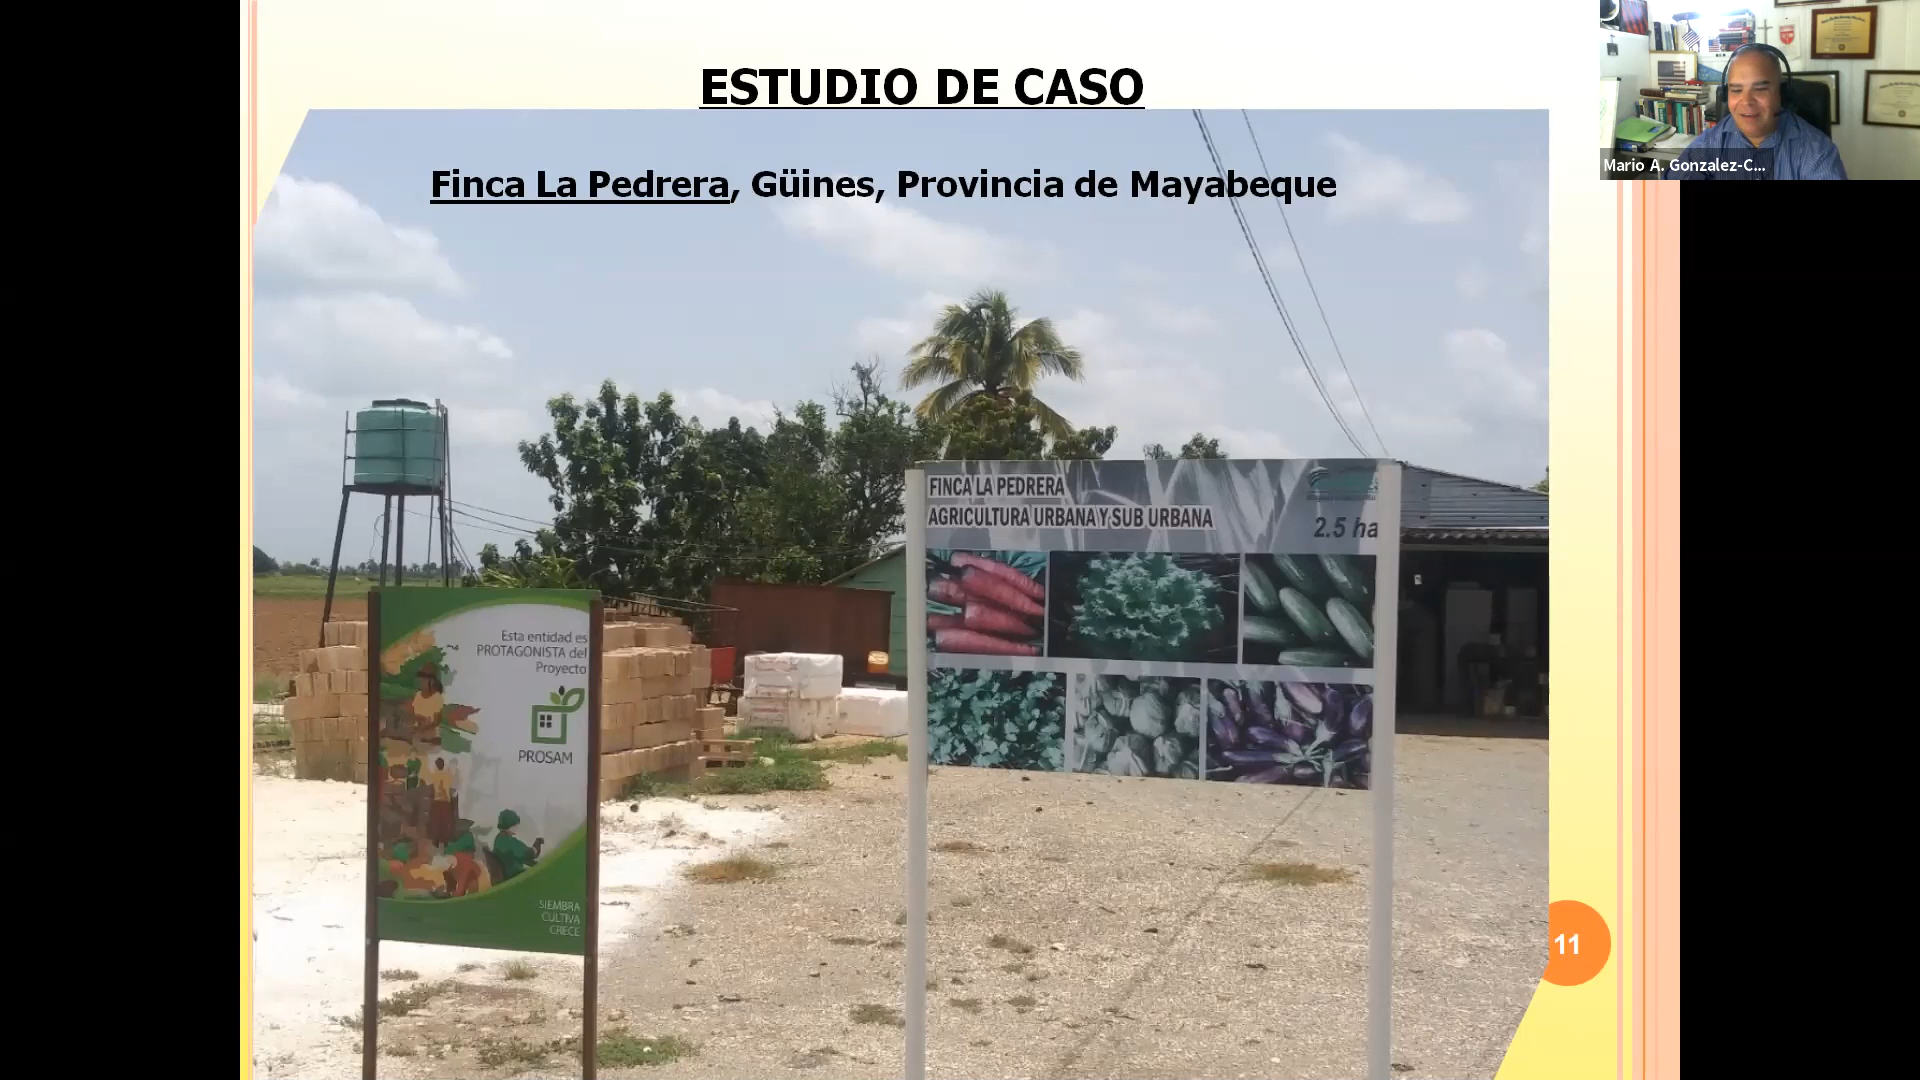 ESTUDIO DE CASO
Mario A. Gonzalez-C...
Finca La Pedrera, Güines, Provincia de Mayabeque
FINCA LA PEDRERA
AGRICULTURA URBANA Y SUB URBANA
2.5 ha
Esta entidad es
PROTAGONISTA del
Proyecto
PROSAM
SIEMBRA
CULTIVA
CRECE
11